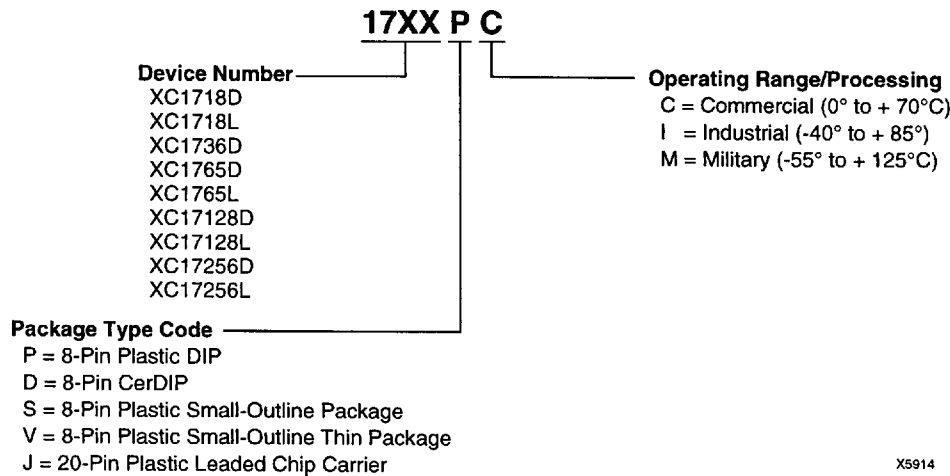 17XX P C
Device Number
XC1718D
XC1718L
XC1736D
XC1765D
XC1765L
XC17128D
XC17128L
XC17256D
XC17256L
Operating Range/Processing
C = Commercial (0° to + 70°C)
I = Industrial (-40° to + 85°)
M = Military (-55° to + 125°C)
Package Type Code
P = 8-Pin Plastic DIP
D = 8-Pin CerDIP
S = 8-Pin Plastic Small-Outline Package
V = 8-Pin Plastic Small-Outline Thin Package
J = 20-Pin Plastic Leaded Chip Carrier
X5914